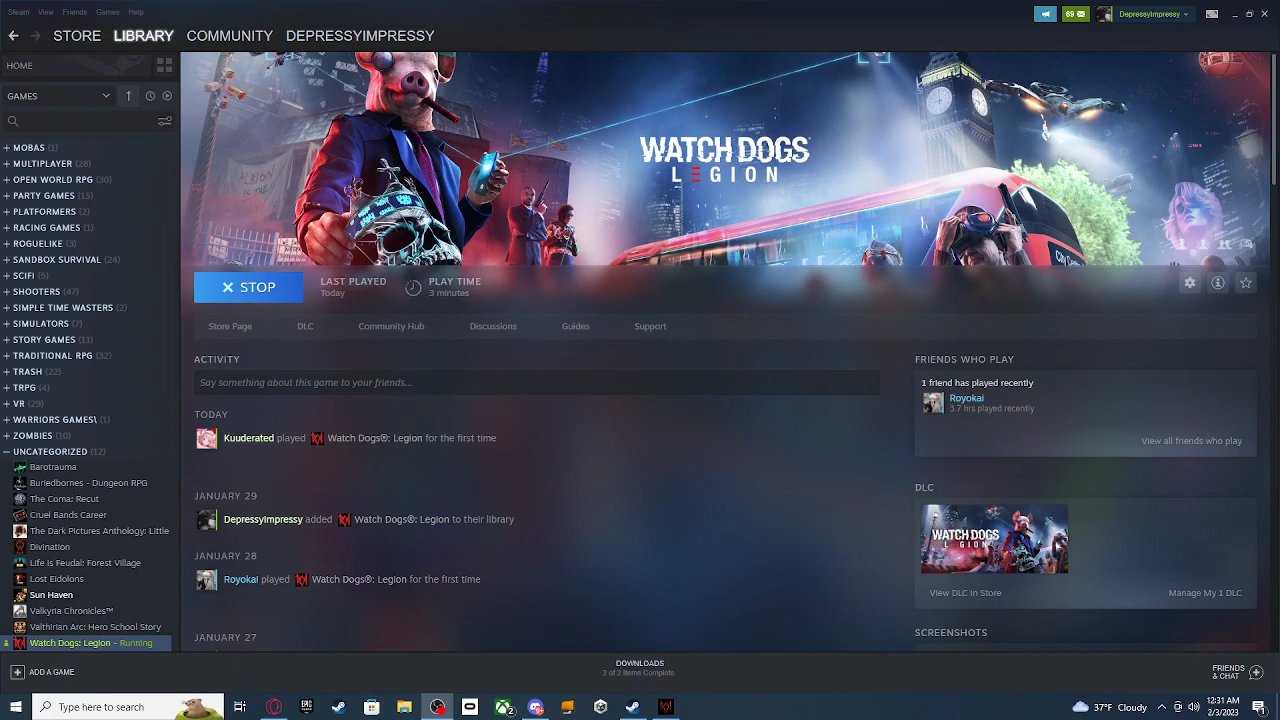 Steam View Friends Games Help
69
DepressyImpressy
STORE LIBRARY COMMUNITY DEPRESSYIMPRESSY
HOME
GAMES
MOBAS (1)
MULTIPLAYER (28)
OPEN WORLD RPG (30)
PARTY GAMES (15)
PLATFORMERS (2)
RACING GAMES (1)
ROGUELIKE (3)
SANDBOX SURVIVAL (24)
SCIFI (5)
SHOOTERS (47)
SIMPLE TIME WASTERS (2)
SIMULATORS (7)
STORY GAMES (11)
TRADITIONAL RPG (32)
TRASH (22)
TRPG (4)
VR (29)
WARRIORS GAMES\ (1)
ZOMBIES (10)
UNCATEGORIZED (12)
Barotrauma
Buriedbornes - Dungeon RPG
The Coma: Recut
Cruel Bands Career
The Dark Pictures Anthology: Little
Divination
Life is Feudal: Forest Village
Lost Eidolons
Sun Haven
Valkyria Chronicles™
Valthirian Arc: Hero School Story
Watch Dogs: Legion - Running
ALBION
IS THE
WATCH DOGS
LEGION
STOP
LAST PLAYED
Today
PLAY TIME
3 minutes
Store Page DLC Community Hub Discussions Guides Support
ACTIVITY
Say something about this game to your friends...
TODAY
Kuuderated played Watch Dogs®: Legion for the first time
JANUARY 29
DepressyImpressy added Watch Dogs®: Legion to their library
JANUARY 28
Royokai played Watch Dogs®: Legion for the first time
JANUARY 27
FRIENDS WHO PLAY
1 friend has played recently
Royokai
3.7 hrs played recently
View all friends who play
DLC
WATCH DOGS
LEGION
View DLC in Store
Manage My 1 DLC
SCREENSHOTS
ADD A GAME
DOWNLOADS
2 of 2 Items Complete
FRIENDS
& CHAT
Type here to search
EPIC
GAMES
2
37°F Cloudy
12:31 AM
2/3/2023